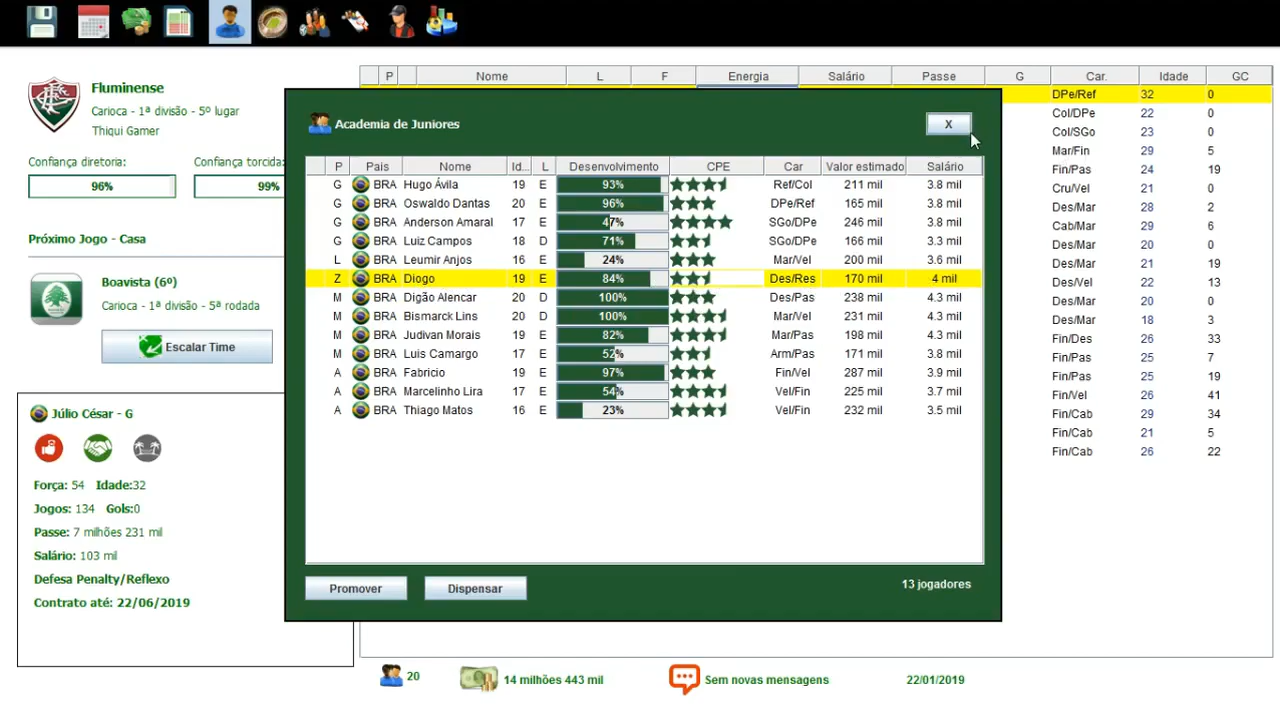 Fluminense
Carioca - 1ª divisão - 5º lugar
Thiqui Gamer
Confiança diretoria: Confiança torcida:
96% 99%
Próximo Jogo - Casa
Boavista (6º)
Carioca - 1ª divisão - 5ª rodada
Escalar Time
Júlio César - G
Força: 54 Idade:32
Jogos: 134 Gols:0
Passe: 7 milhões 231 mil
Salário: 103 mil
Defesa Penalty/Reflexo
Contrato até: 22/06/2019
P Nome L F Energia Salário Passe G Car. Idade GC
DPe/Ref 32 0
Col/DPe 22 0
Col/SGo 23 0
Mar/Fin 29 5
Fin/Pas 24 19
Cru/Vel 21 0
Des/Mar 28 2
Cab/Mar 29 6
Des/Mar 20 0
Des/Mar 21 19
Des/Vel 22 13
Des/Mar 20 0
Des/Mar 18 3
Fin/Des 26 33
Fin/Pas 25 7
Fin/Pas 25 19
Fin/Vel 26 41
Fin/Cab 29 34
Fin/Cab 21 5
Fin/Cab 26 22
Academia de Juniores X
P Pais Nome Id... L Desenvolvimento CPE Car Valor estimado Salário
G BRA Hugo Ávila 19 E 93% Ref/Col 211 mil 3.8 mil
G BRA Oswaldo Dantas 20 E 96% DPe/Ref 165 mil 3.8 mil
G BRA Anderson Amaral 17 E 47% SGo/DPe 246 mil 3.8 mil
G BRA Luiz Campos 18 D 71% SGo/DPe 166 mil 3.3 mil
L BRA Leumir Anjos 16 E 24% Mar/Vel 200 mil 3.6 mil
Z BRA Diogo 19 E 84% Des/Res 170 mil 4 mil
M BRA Digão Alencar 20 D 100% Des/Pas 238 mil 4.3 mil
M BRA Bismarck Lins 20 D 100% Mar/Vel 231 mil 4.3 mil
M BRA Judivan Morais 19 E 82% Mar/Pas 198 mil 4.3 mil
M BRA Luis Camargo 17 E 52% Arm/Pas 171 mil 3.8 mil
A BRA Fabricio 19 E 97% Fin/Vel 287 mil 3.9 mil
A BRA Marcelinho Lira 17 E 54% Vel/Fin 225 mil 3.7 mil
A BRA Thiago Matos 16 E 23% Vel/Fin 232 mil 3.5 mil
Promover Dispensar 13 jogadores
20 14 milhões 443 mil Sem novas mensagens 22/01/2019